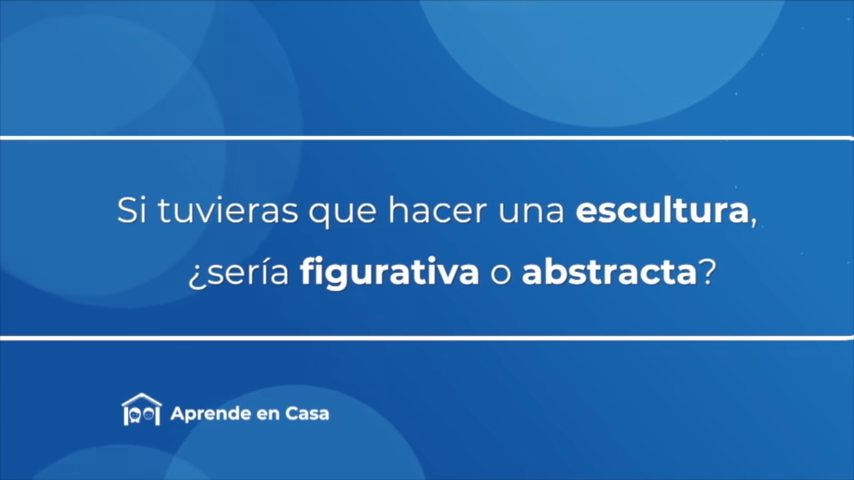 Si tuvieras que hacer una escultura,
¿sería figurativa o abstracta?
Aprende en Casa